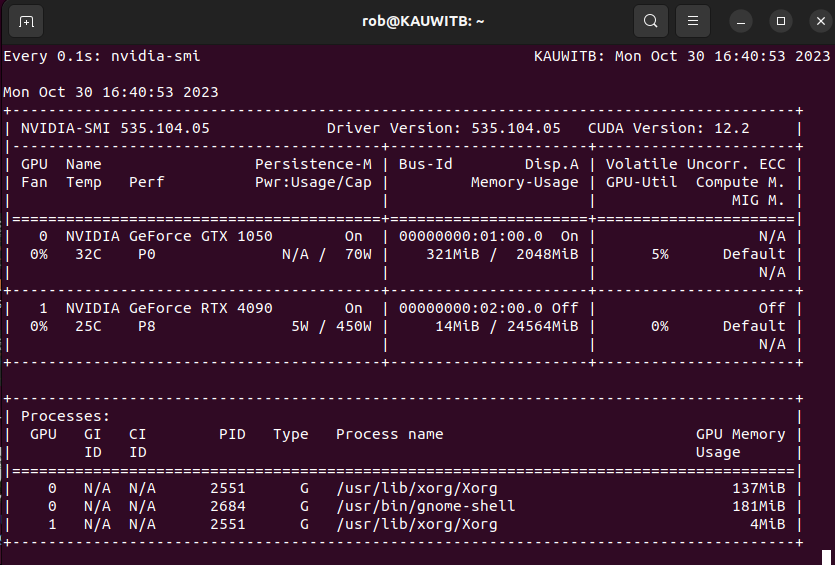 rob@KAUWITB: ~
Every 0.1s: nvidia-smi                                     KAUWITB: Mon Oct 30 16:40:53 2023
Mon Oct 30 16:40:53 2023
+---------------------------------------------------------------------------------------+
| NVIDIA-SMI 535.104.05             Driver Version: 535.104.05   CUDA Version: 12.2     |
|-----------------------------------------+----------------------+----------------------+
| GPU  Name                 Persistence-M | Bus-Id        Disp.A | Volatile Uncorr. ECC |
| Fan  Temp   Perf          Pwr:Usage/Cap |         Memory-Usage | GPU-Util  Compute M. |
|                                         |                      |               MIG M. |
|=========================================+======================+======================|
|   0  NVIDIA GeForce GTX 1050        On  | 00000000:01:00.0  On |                  N/A |
| 0%   32C    P0              N/A /  70W |    321MiB /  2048MiB |      5%      Default |
|                                         |                      |                  N/A |
+-----------------------------------------+----------------------+----------------------+
|   1  NVIDIA GeForce RTX 4090        On  | 00000000:02:00.0 Off |                  Off |
| 0%   25C    P8               5W / 450W |     14MiB / 24564MiB |      0%      Default |
|                                         |                      |                  N/A |
+-----------------------------------------+----------------------+----------------------+
+---------------------------------------------------------------------------------------+
| Processes:                                                                            |
|  GPU   GI   CI        PID   Type   Process name                            GPU Memory |
|        ID   ID                                                             Usage      |
|=======================================================================================|
|    0   N/A  N/A      2551      G   /usr/lib/xorg/Xorg                          137MiB |
|    0   N/A  N/A      2684      G   /usr/bin/gnome-shell                        181MiB |
|    1   N/A  N/A      2551      G   /usr/lib/xorg/Xorg                            4MiB |
+---------------------------------------------------------------------------------------+